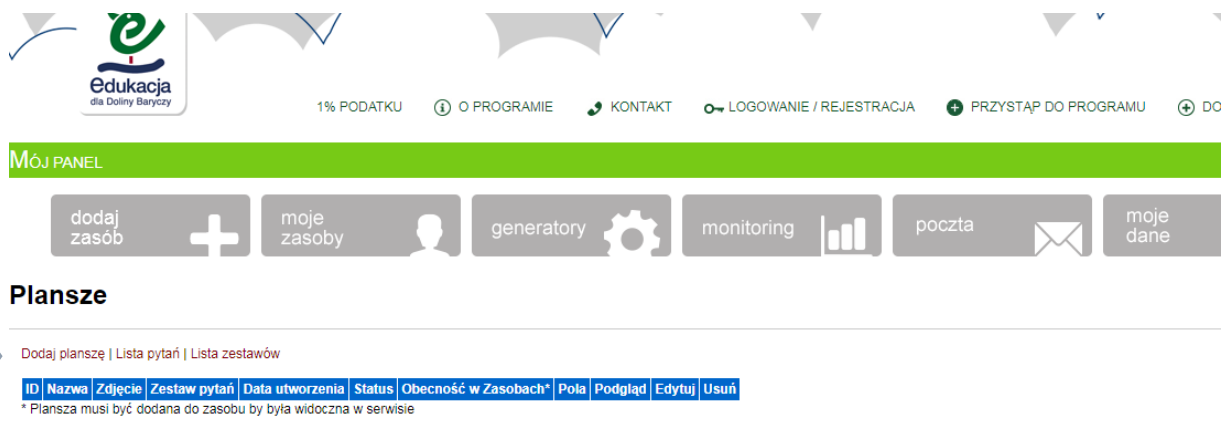 edukacja
dla Doliny Baryczy
1% PODATKU O PROGRAMIE KONTAKT LOGOWANIE / REJESTRACJA PRZYSTĄP DO PROGRAMU DO
MÓJ PANEL
dodaj zasób
moje zasoby
generatory
monitoring
poczta
moje dane
Plansze
Dodaj planszę | Lista pytań | Lista zestawów
ID Nazwa Zdjęcie Zestaw pytań Data utworzenia Status Obecność w Zasobach* Pola Podgląd Edytuj Usuń
* Plansza musi być dodana do zasobu by była widoczna w serwisie